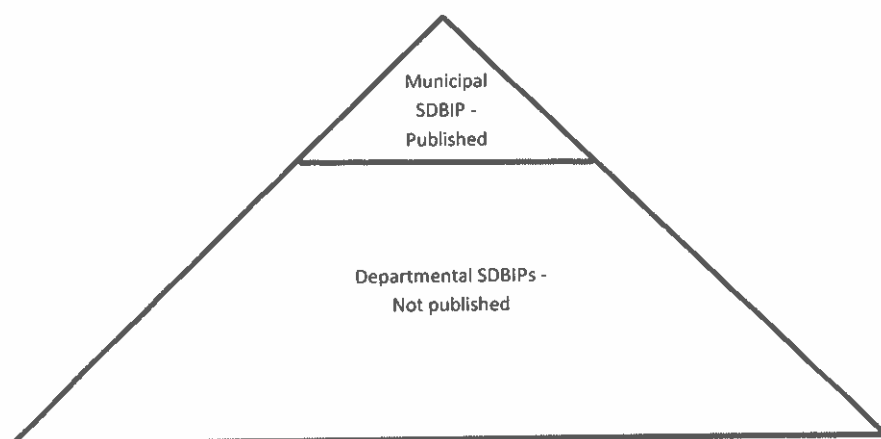 Municipal
SDBIP -
Published
Departmental SDBIPs -
Not published